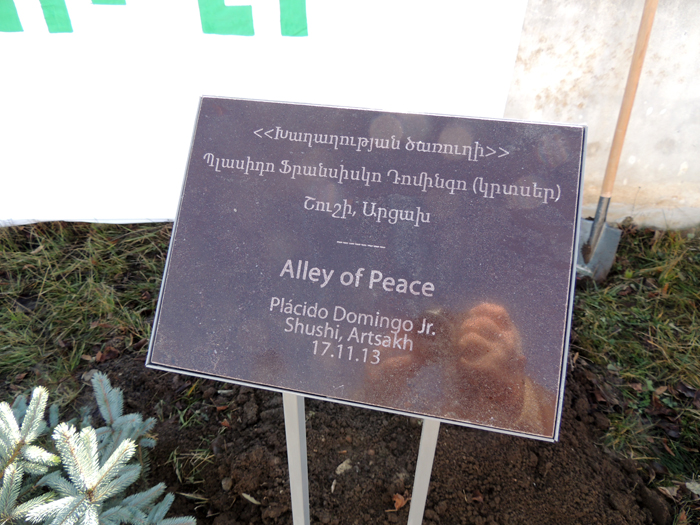 <<Խաղաղության ծառուղի>>
Պլասիդո Ֆրանսիսկո Դոմինգո (կրտսեր)
Շուշի, Արցախ
--------
Alley of Peace
Plácido Domingo Jr.
Shushi, Artsakh
17.11.13